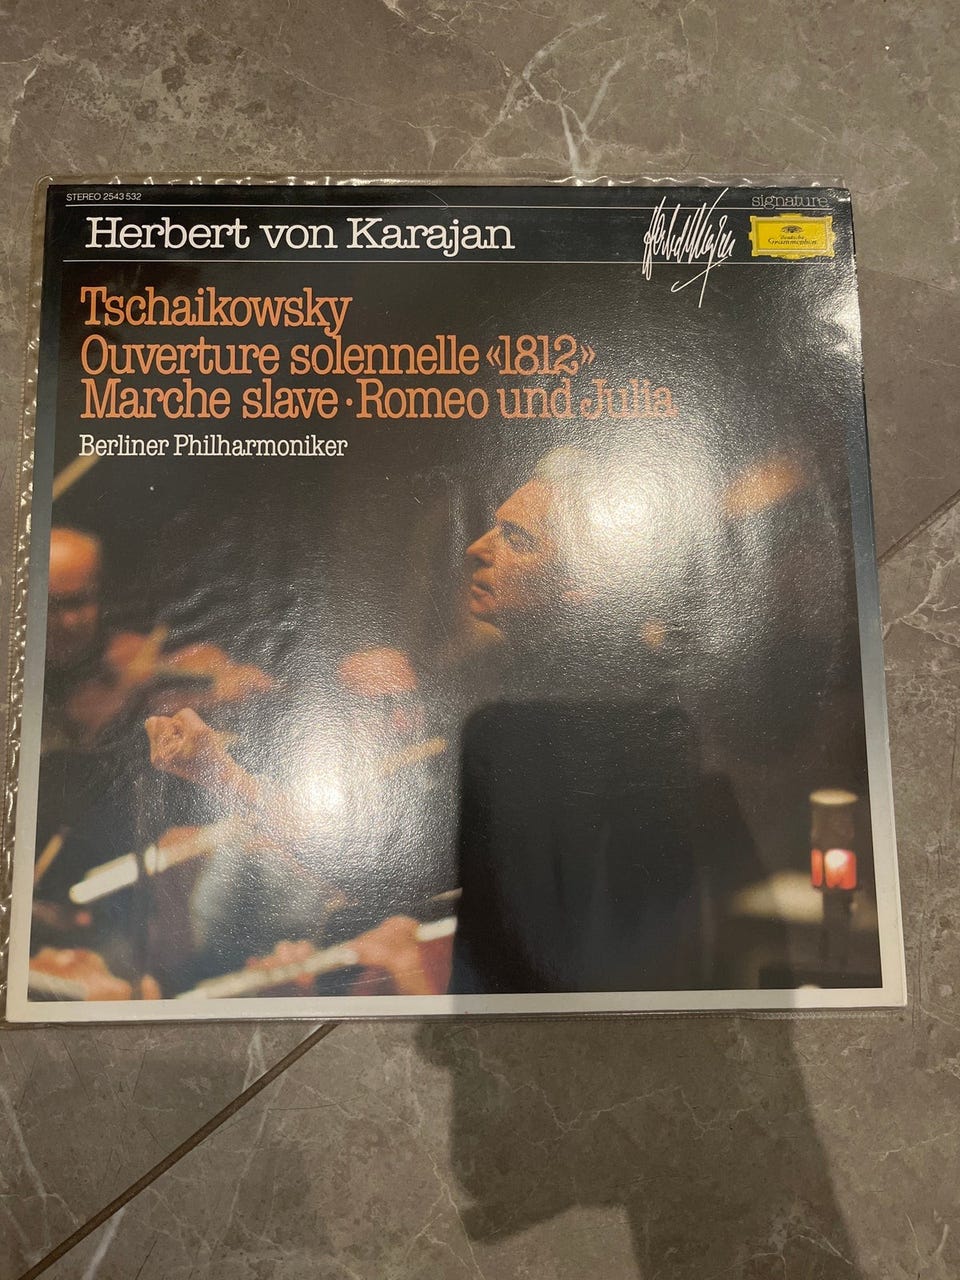 STEREO 2543 532
signature
Herbert von Karajan
Deutsche
Grammophon
Tschaikowsky
Ouverture solennelle «1812»
Marche slave · Romeo und Julia
Berliner Philharmoniker